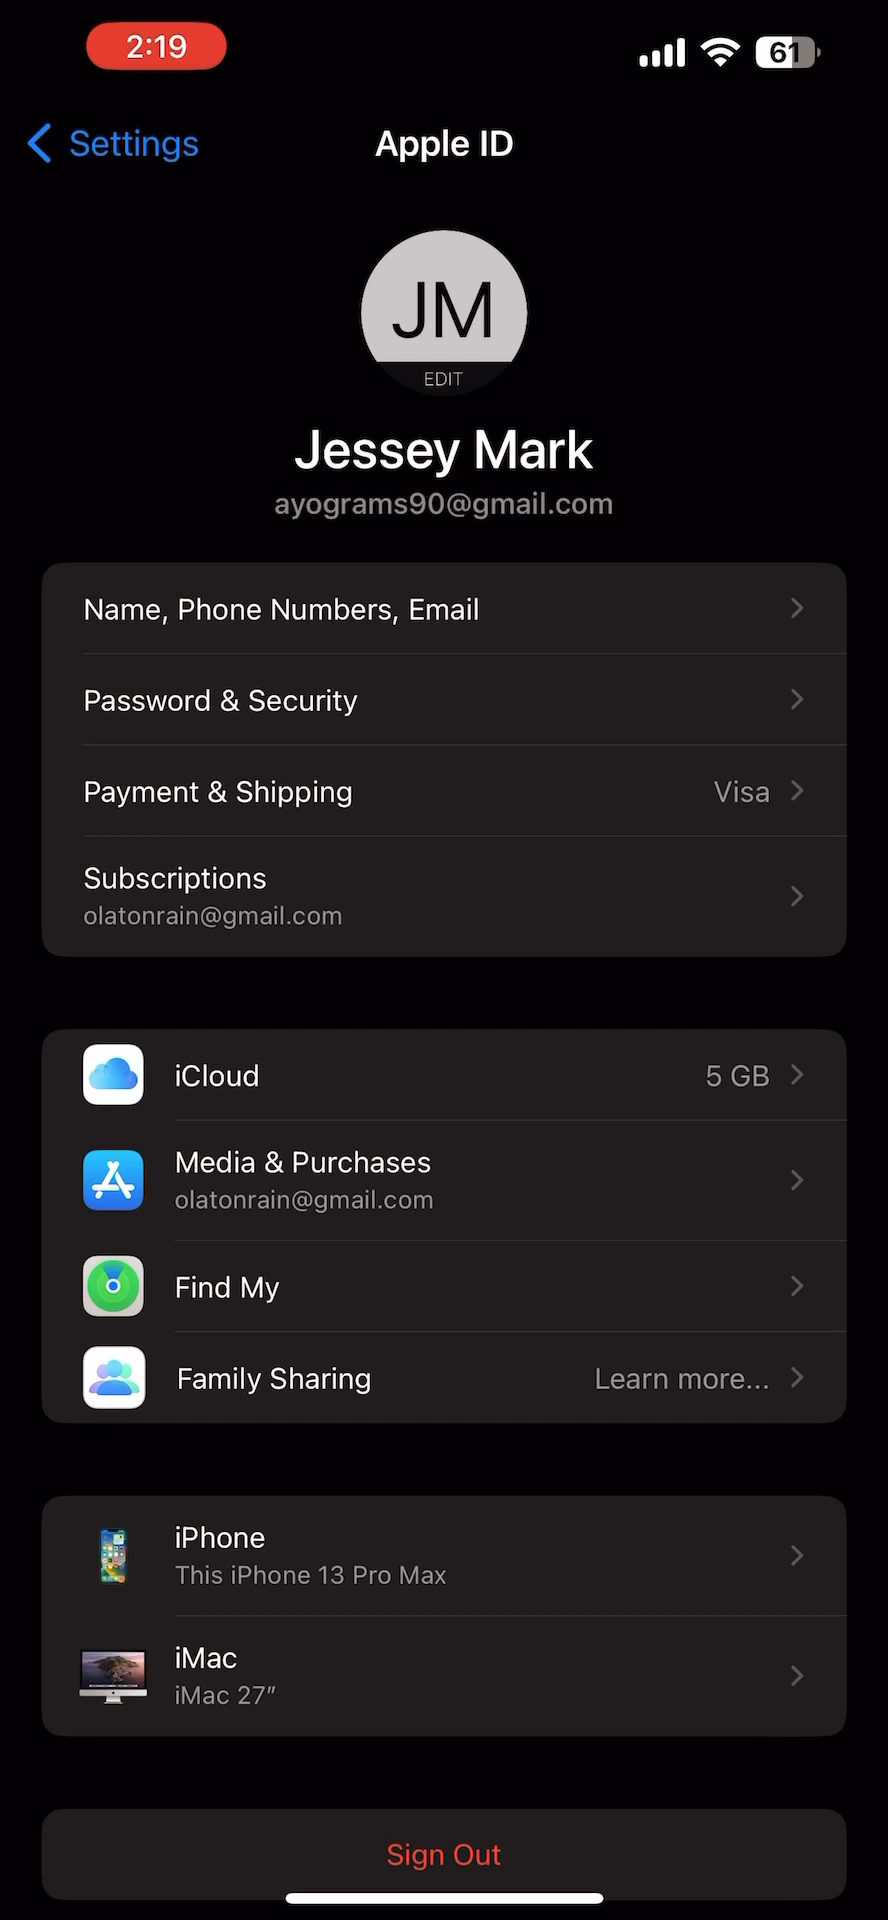 2:19
61
Settings
Apple ID
JM
EDIT
Jessey Mark
ayograms90@gmail.com
Name, Phone Numbers, Email
Password & Security
Payment & Shipping Visa
Subscriptions
olatonrain@gmail.com
iCloud 5 GB
Media & Purchases
olatonrain@gmail.com
Find My
Family Sharing Learn more...
iPhone
This iPhone 13 Pro Max
iMac
iMac 27″
Sign Out